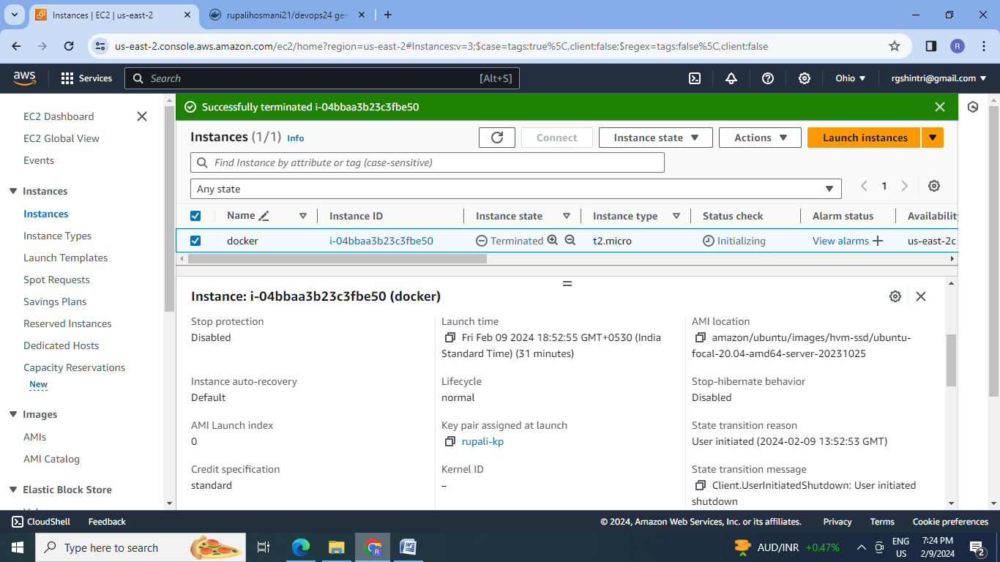 Instances | EC2 | us-east-2
rupalihosmani21/devops24 gen
us-east-2.console.aws.amazon.com/ec2/home?region=us-east-2#Instances:v=3;$case=tags:true%5C,client:false;$regex=tags:false%5C,client:false
R
aws
Services
Search
[Alt+S]
Ohio
rgshintri@gmail.com
EC2 Dashboard
EC2 Global View
Events
Instances
Instances
Instance Types
Launch Templates
Spot Requests
Savings Plans
Reserved Instances
Dedicated Hosts
Capacity Reservations
New
Images
AMIs
AMI Catalog
Elastic Block Store
Successfully terminated i-04bbaa3b23c3fbe50
Instances (1/1) Info
Connect
Instance state
Actions
Launch instances
Find Instance by attribute or tag (case-sensitive)
Any state
1
Name Instance ID Instance state Instance type Status check Alarm status Availability
docker i-04bbaa3b23c3fbe50 Terminated t2.micro Initializing View alarms us-east-2c
Instance: i-04bbaa3b23c3fbe50 (docker)
Stop protection
Disabled
Launch time
Fri Feb 09 2024 18:52:55 GMT+0530 (India
Standard Time) (31 minutes)
AMI location
amazon/ubuntu/images/hvm-ssd/ubuntu-
focal-20.04-amd64-server-20231025
Instance auto-recovery
Default
Lifecycle
normal
Stop-hibernate behavior
Disabled
AMI Launch index
0
Key pair assigned at launch
rupali-kp
State transition reason
User initiated (2024-02-09 13:52:53 GMT)
Credit specification
standard
Kernel ID
–
State transition message
Client.UserInitiatedShutdown: User initiated
shutdown
CloudShell
Feedback
© 2024, Amazon Web Services, Inc. or its affiliates.
Privacy
Terms
Cookie preferences
Type here to search
R
AUD/INR +0.47%
ENG
US
7:24 PM
2/9/2024
2